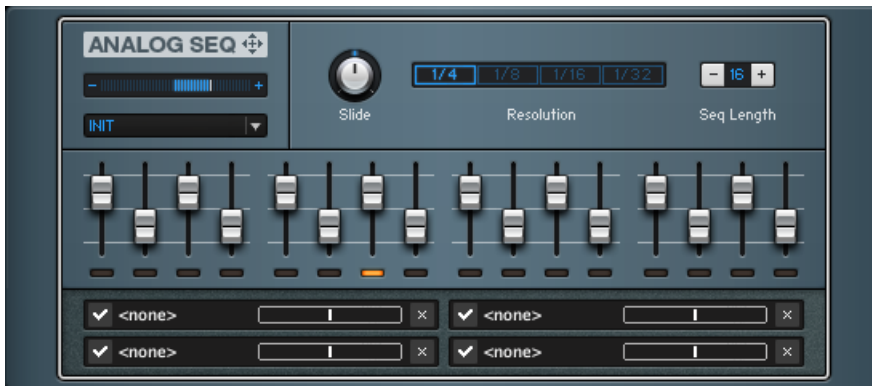 ANALOG SEQ
- +
INIT
Slide
1/4 1/8 1/16 1/32
Resolution
- 16 +
Seq Length
<none> × <none> ×
<none> × <none> ×